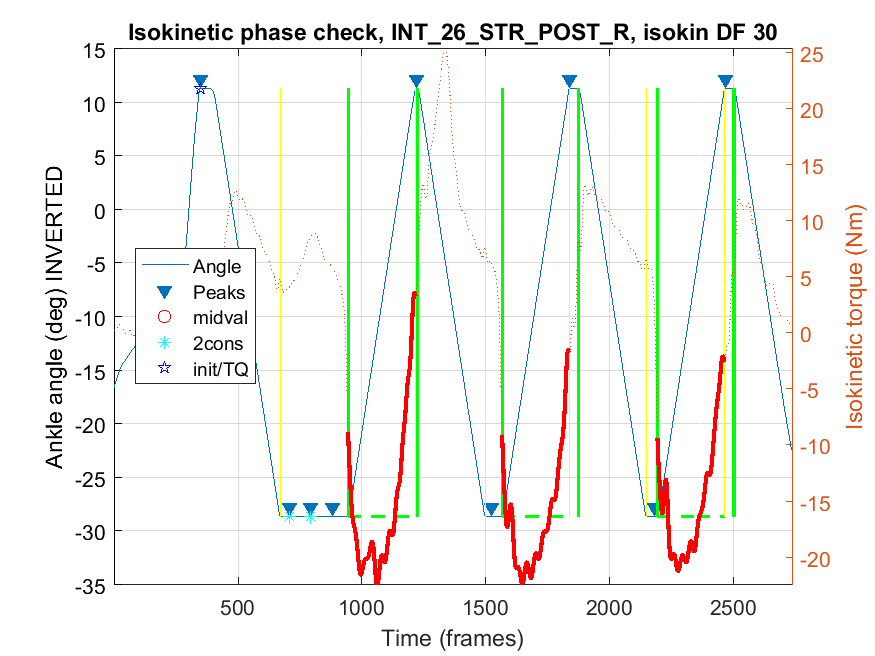 Isokinetic phase check, INT_26_STR_POST_R, isokin DF 30
Ankle angle (deg) INVERTED
15
10
5
0
-5
-10
-15
-20
-25
-30
-35
Angle
Peaks
midval
2cons
init/TQ
25
20
15
10
5
0
-5
-10
-15
-20
Isokinetic torque (Nm)
500
1000
1500
2000
2500
Time (frames)